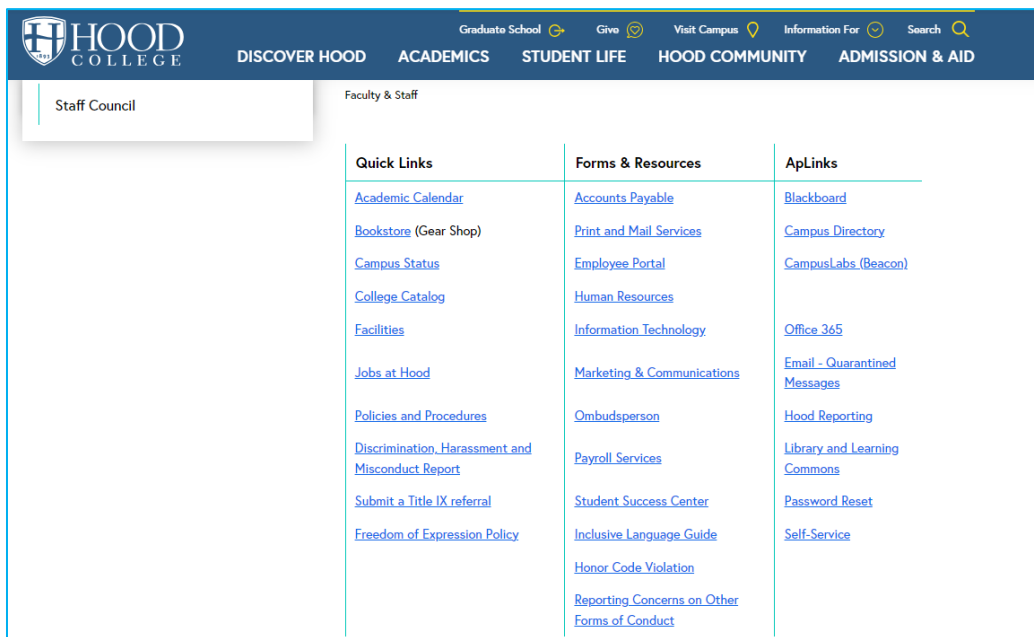 HOOD
COLLEGE
1893
Graduate School
Give
Visit Campus
Information For
Search
DISCOVER HOOD
ACADEMICS
STUDENT LIFE
HOOD COMMUNITY
ADMISSION & AID
Staff Council
Faculty & Staff
Quick Links
Forms & Resources
ApLinks
Academic Calendar
Accounts Payable
Blackboard
Bookstore (Gear Shop)
Print and Mail Services
Campus Directory
Campus Status
Employee Portal
CampusLabs (Beacon)
College Catalog
Human Resources
Facilities
Information Technology
Office 365
Jobs at Hood
Marketing & Communications
Email - Quarantined
Messages
Policies and Procedures
Ombudsperson
Hood Reporting
Discrimination, Harassment and
Misconduct Report
Payroll Services
Library and Learning
Commons
Submit a Title IX referral
Student Success Center
Password Reset
Freedom of Expression Policy
Inclusive Language Guide
Self-Service
Honor Code Violation
Reporting Concerns on Other
Forms of Conduct